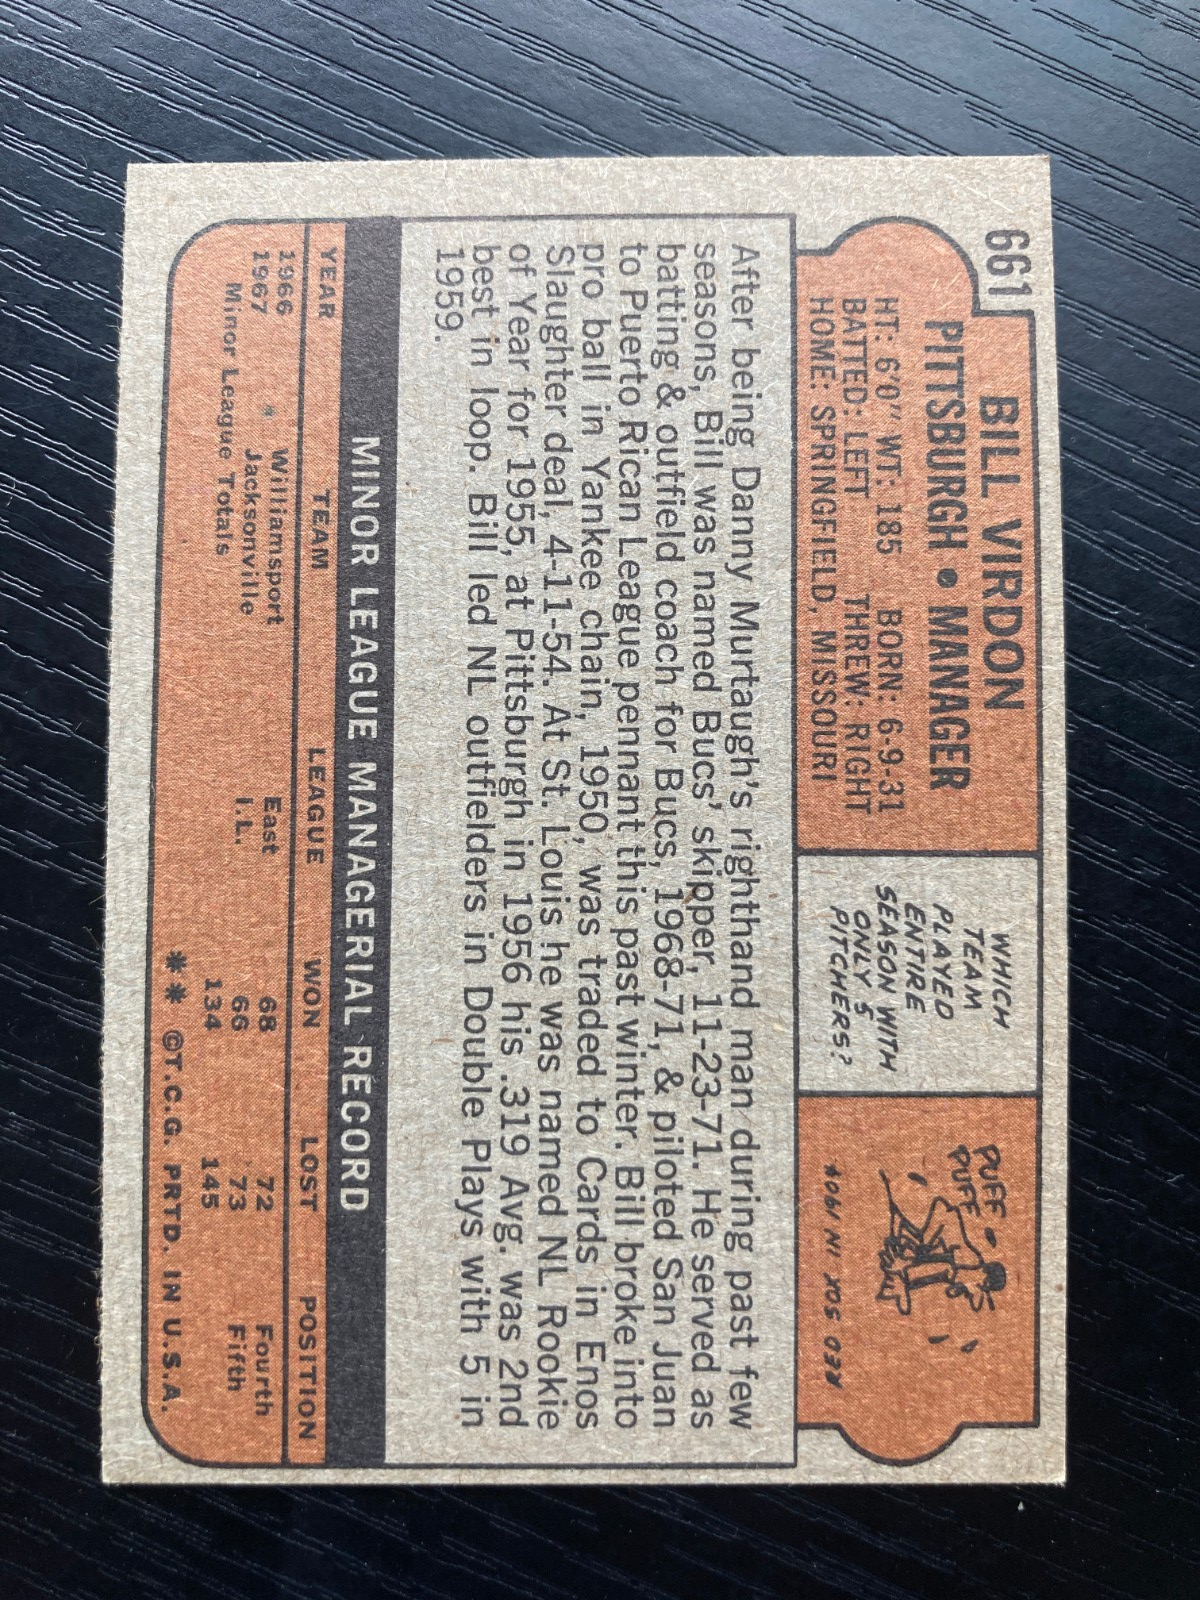 661
BILL VIRDON
PITTSBURGH • MANAGER
HT: 6'0" WT: 185 BORN: 6-9-31
BATTED: LEFT THREW: RIGHT
HOME: SPRINGFIELD, MISSOURI
WHICH
TEAM
PLAYED
ENTIRE
SEASON WITH
ONLY 5
PITCHERS?
PUFF
PUFF
RED SOX IN 1904
After being Danny Murtaugh's righthand man during past few
seasons, Bill was named Bucs' skipper, 11-23-71. He served as
batting & outfield coach for Bucs, 1968-71, & piloted San Juan
to Puerto Rican League pennant this past winter. Bill broke into
pro ball in Yankee chain, 1950, was traded to Cards in Enos
Slaughter deal, 4-11-54. At St. Louis he was named NL Rookie
of Year for 1955, at Pittsburgh in 1956 his .319 Avg. was 2nd
best in loop. Bill led NL outfielders in Double Plays with 5 in
1959.
MINOR LEAGUE MANAGERIAL RECORD
YEAR TEAM LEAGUE WON LOST POSITION
1966 Williamsport East 68 72 Fourth
1967 Jacksonville I.L. 66 73 Fifth
Minor League Totals 134 145
** ©T.C.G. PRTD. IN U.S.A.